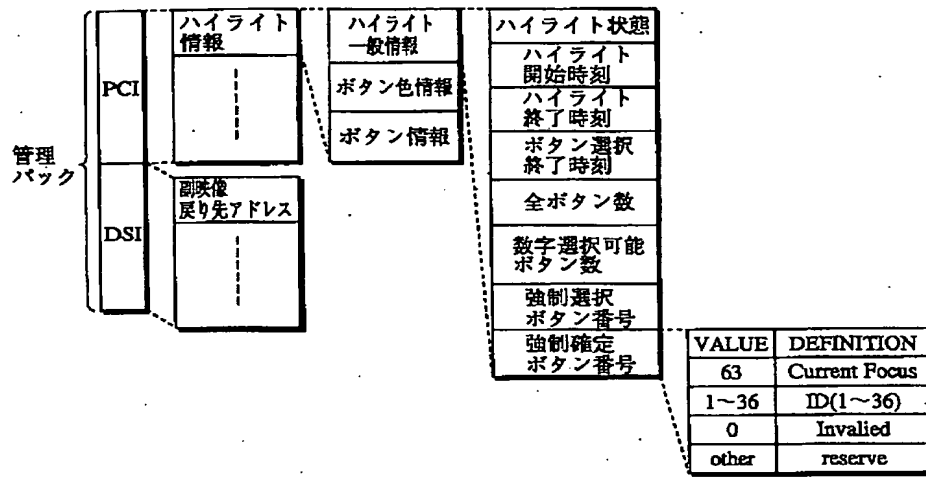 管理
パック
PCI
DSI
ハイライト
情報
副映像
戻り先アドレス
ハイライト
一般情報
ボタン色情報
ボタン情報
ハイライト状態
ハイライト
開始時刻
ハイライト
終了時刻
ボタン選択
終了時刻
全ボタン数
数字選択可能
ボタン数
強制選択
ボタン番号
強制確定
ボタン番号
VALUE DEFINITION
63 Current Focus
1〜36 ID(1〜36)
0 Invalied
other reserve